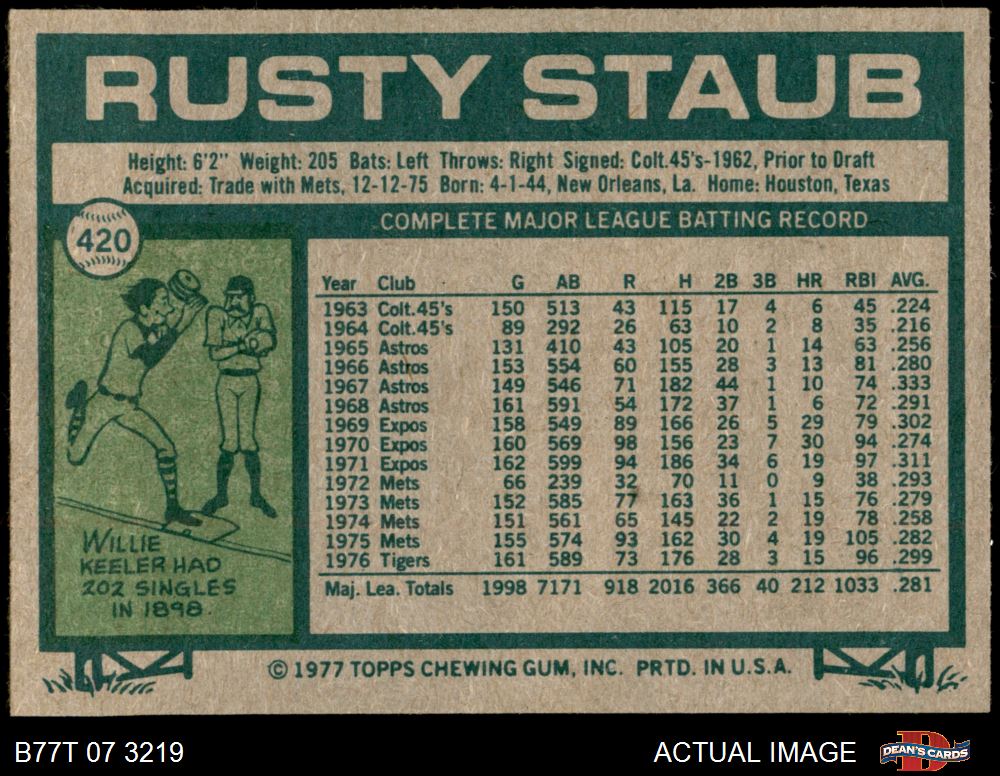 RUSTY STAUB
Height: 6'2" Weight: 205 Bats: Left Throws: Right Signed: Colt.45's-1962, Prior to Draft
Acquired: Trade with Mets, 12-12-75 Born: 4-1-44, New Orleans, La. Home: Houston, Texas
420
COMPLETE MAJOR LEAGUE BATTING RECORD
Year Club G AB R H 2B 3B HR RBI AVG.
1963 Colt.45's 150 513 43 115 17 4 6 45 .224
1964 Colt.45's 89 292 26 63 10 2 8 35 .216
1965 Astros 131 410 43 105 20 1 14 63 .256
1966 Astros 153 554 60 155 28 3 13 81 .280
1967 Astros 149 546 71 182 44 1 10 74 .333
1968 Astros 161 591 54 172 37 1 6 72 .291
1969 Expos 158 549 89 166 26 5 29 79 .302
1970 Expos 160 569 98 156 23 7 30 94 .274
1971 Expos 162 599 94 186 34 6 19 97 .311
1972 Mets 66 239 32 70 11 0 9 38 .293
1973 Mets 152 585 77 163 36 1 15 76 .279
1974 Mets 151 561 65 145 22 2 19 78 .258
1975 Mets 155 574 93 162 30 4 19 105 .282
1976 Tigers 161 589 73 176 28 3 15 96 .299
Maj. Lea. Totals 1998 7171 918 2016 366 40 212 1033 .281
WILLIE
KEELER HAD
202 SINGLES
IN 1898.
© 1977 TOPPS CHEWING GUM, INC. PRTD. IN U.S.A.
B77T 07 3219
ACTUAL IMAGE
D
DEAN'S CARDS